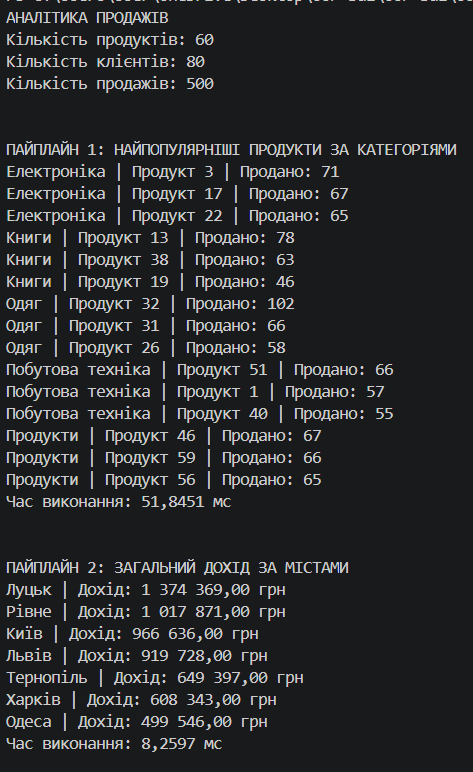 АНАЛІТИКА ПРОДАЖІВ
Кількість продуктів: 60
Кількість клієнтів: 80
Кількість продажів: 500
ПАЙПЛАЙН 1: НАЙПОПУЛЯРНІШІ ПРОДУКТИ ЗА КАТЕГОРІЯМИ
Електроніка | Продукт 3 | Продано: 71
Електроніка | Продукт 17 | Продано: 67
Електроніка | Продукт 22 | Продано: 65
Книги | Продукт 13 | Продано: 78
Книги | Продукт 38 | Продано: 63
Книги | Продукт 19 | Продано: 46
Одяг | Продукт 32 | Продано: 102
Одяг | Продукт 31 | Продано: 66
Одяг | Продукт 26 | Продано: 58
Побутова техніка | Продукт 51 | Продано: 66
Побутова техніка | Продукт 1 | Продано: 57
Побутова техніка | Продукт 40 | Продано: 55
Продукти | Продукт 46 | Продано: 67
Продукти | Продукт 59 | Продано: 66
Продукти | Продукт 56 | Продано: 65
Час виконання: 51,8451 мс
ПАЙПЛАЙН 2: ЗАГАЛЬНИЙ ДОХІД ЗА МІСТАМИ
Луцьк | Дохід: 1 374 369,00 грн
Рівне | Дохід: 1 017 871,00 грн
Київ | Дохід: 966 636,00 грн
Львів | Дохід: 919 728,00 грн
Тернопіль | Дохід: 649 397,00 грн
Харків | Дохід: 608 343,00 грн
Одеса | Дохід: 499 546,00 грн
Час виконання: 8,2597 мс